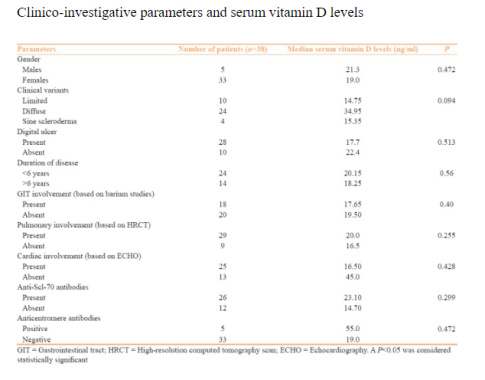 Clinico-investigative parameters and serum vitamin D levels
Parameters Number of patients (n=38) Median serum vitamin D levels (ng/ml) P
Gender
Males 5 21.3 0.472
Females 33 19.0
Clinical variants
Limited 10 14.75 0.094
Diffuse 24 34.95
Sine scleroderma 4 15.35
Digital ulcer
Present 28 17.7 0.513
Absent 10 22.4
Duration of disease
<6 years 24 20.15 0.56
>6 years 14 18.25
GIT involvement (based on barium studies)
Present 18 17.65 0.40
Absent 20 19.50
Pulmonary involvement (based on HRCT)
Present 29 20.0 0.255
Absent 9 16.5
Cardiac involvement (based on ECHO)
Present 25 16.50 0.428
Absent 13 45.0
Anti-Scl-70 antibodies
Present 26 23.10 0.299
Absent 12 14.70
Anticentromere antibodies
Positive 5 55.0 0.472
Negative 33 19.0
GIT = Gastrointestinal tract; HRCT = High-resolution computed tomography scan; ECHO = Echocardiography. A P<0.05 was considered
statistically significant